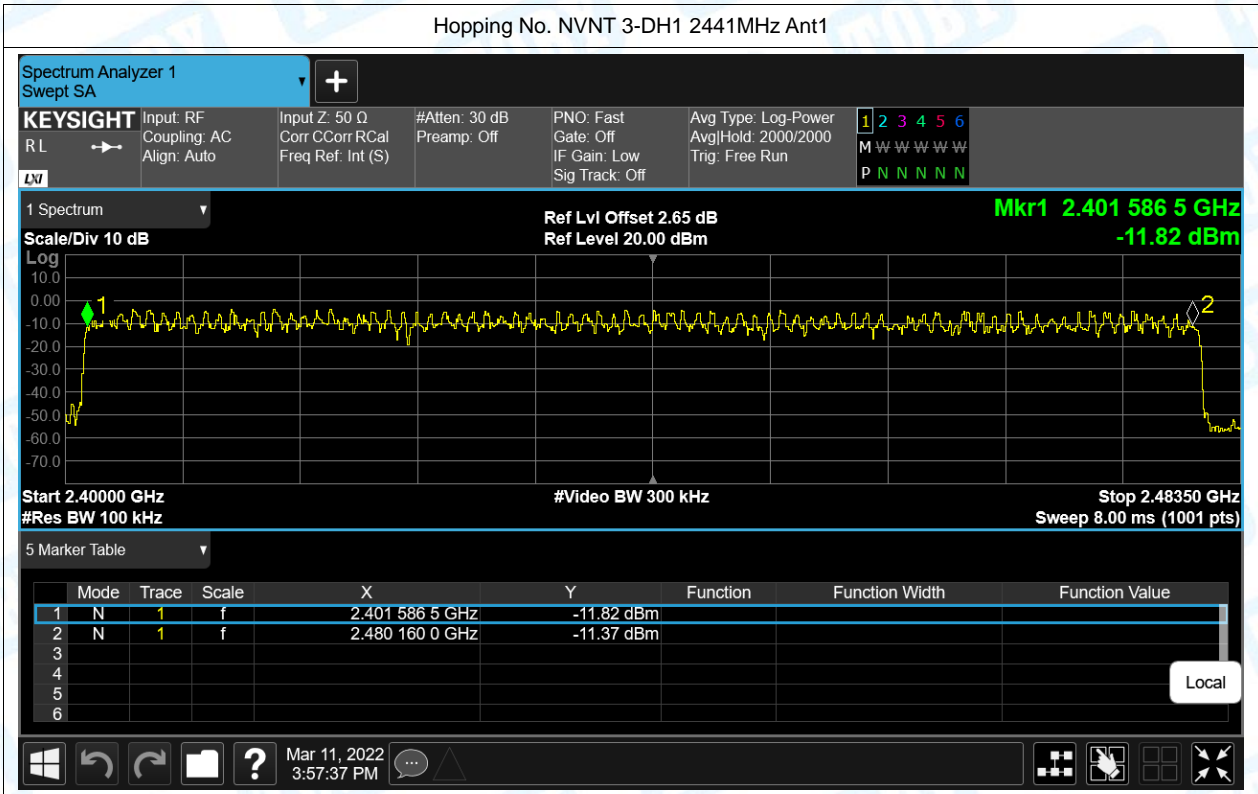 Hopping No. NVNT 3-DH1 2441MHz Ant1
Spectrum Analyzer 1
Swept SA
KEYSIGHT
RL
LXI
Input: RF
Coupling: AC
Align: Auto
Input Z: 50 Ω
Corr CCorr RCal
Freq Ref: Int (S)
#Atten: 30 dB
Preamp: Off
PNO: Fast
Gate: Off
IF Gain: Low
Sig Track: Off
Avg Type: Log-Power
Avg|Hold: 2000/2000
Trig: Free Run
1 2 3 4 5 6
M W W W W W
P N N N N N
1 Spectrum
Scale/Div 10 dB
Ref Lvl Offset 2.65 dB
Ref Level 20.00 dBm
Mkr1 2.401 586 5 GHz
-11.82 dBm
Log
10.0
0.00
-10.0
-20.0
-30.0
-40.0
-50.0
-60.0
-70.0
1
2
Start 2.40000 GHz
#Video BW 300 kHz
Stop 2.48350 GHz
#Res BW 100 kHz
Sweep 8.00 ms (1001 pts)
5 Marker Table
Mode Trace Scale X Y Function Function Width Function Value
1 N 1 f 2.401 586 5 GHz -11.82 dBm
2 N 1 f 2.480 160 0 GHz -11.37 dBm
3
4
5
6
Local
?
Mar 11, 2022
3:57:37 PM